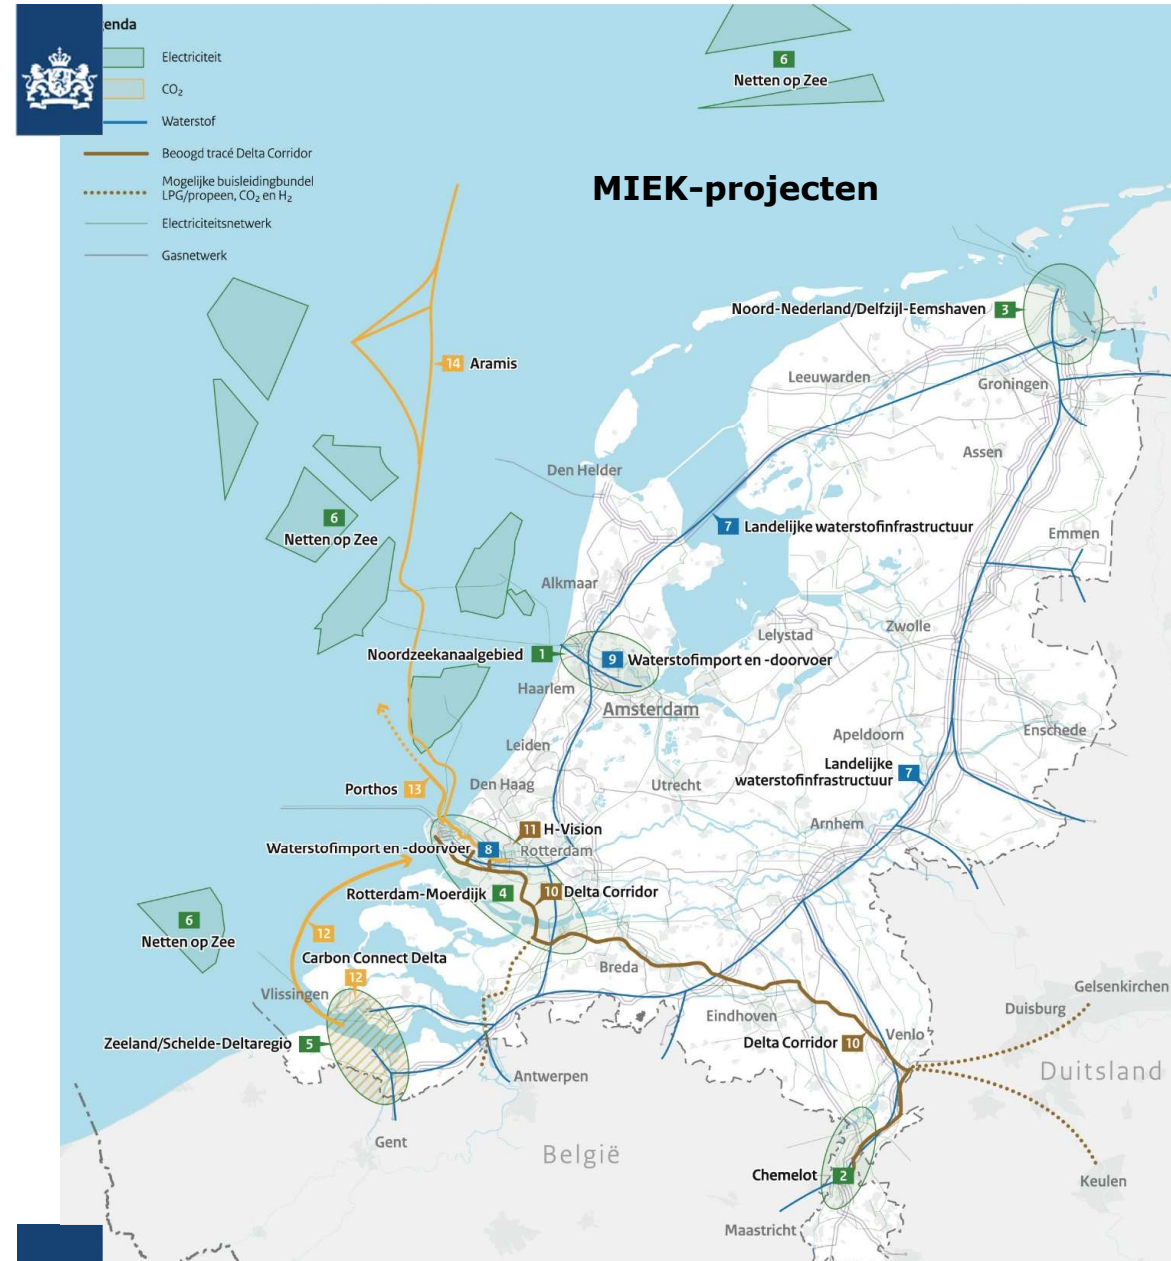 enda
Electriciteit
CO₂
Waterstof
Beoogd tracé Delta Corridor
Mogelijke buisleidingbundel
LPG/propeen, CO₂ en H₂
Electriciteitsnetwerk
Gasnetwerk
6
Netten op Zee
MIEK-projecten
Noord-Nederland/Delfzijl-Eemshaven 3
14 Aramis
Leeuwarden
Groningen
Assen
Den Helder
6
Netten op Zee
7 Landelijke waterstofinfrastructuur
Emmen
Alkmaar
Zwolle
Lelystad
Noordzeekanaalgebied 1
9 Waterstofimport en -doorvoer
Haarlem
Amsterdam
Apeldoorn
Enschede
Leiden
Landelijke
waterstofinfrastructuur 7
Porthos 13
Den Haag
Utrecht
Arnhem
11 H-Vision
Waterstofimport en -doorvoer 8
Rotterdam
Rotterdam-Moerdijk 4
10 Delta Corridor
6
Netten op Zee
12
Carbon Connect Delta
12
Breda
Vlissingen
Gelsenkirchen
Duisburg
Eindhoven
Venlo
Zeeland/Schelde-Deltaregio 5
Delta Corridor 10
Antwerpen
Duitsland
Gent
België
Chemelot 2
Keulen
Maastricht